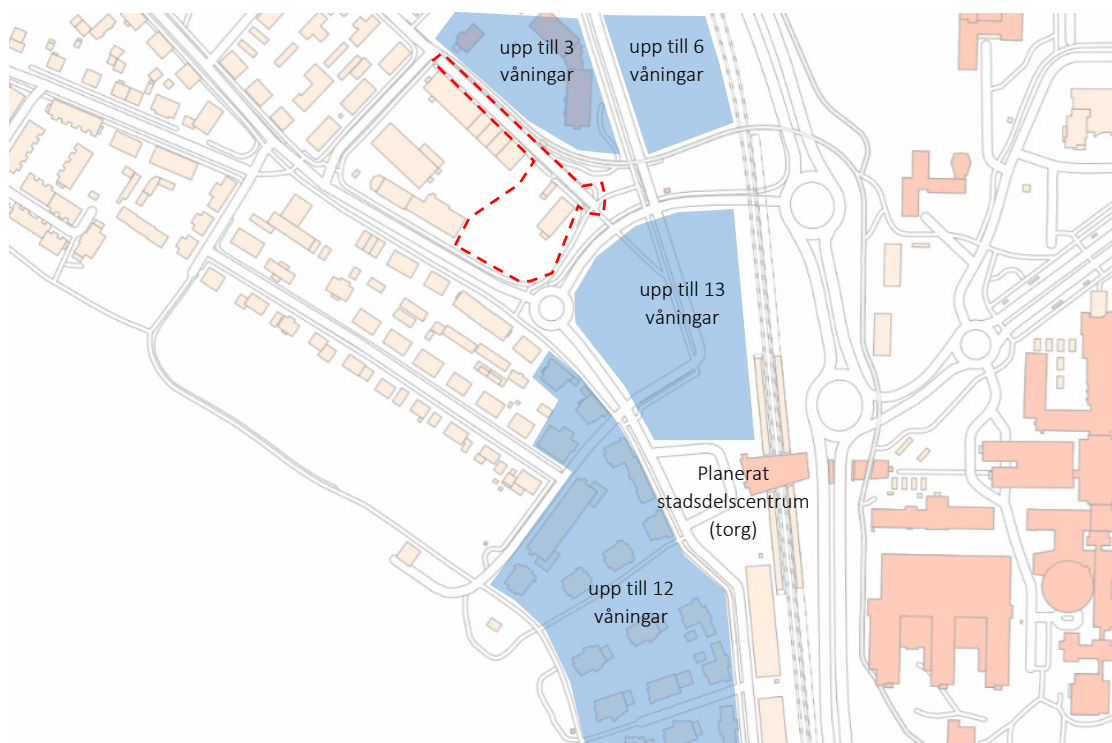 upp till 3
våningar
upp till 6
våningar
upp till 13
våningar
Planerat
stadsdelscentrum
(torg)
upp till 12
våningar